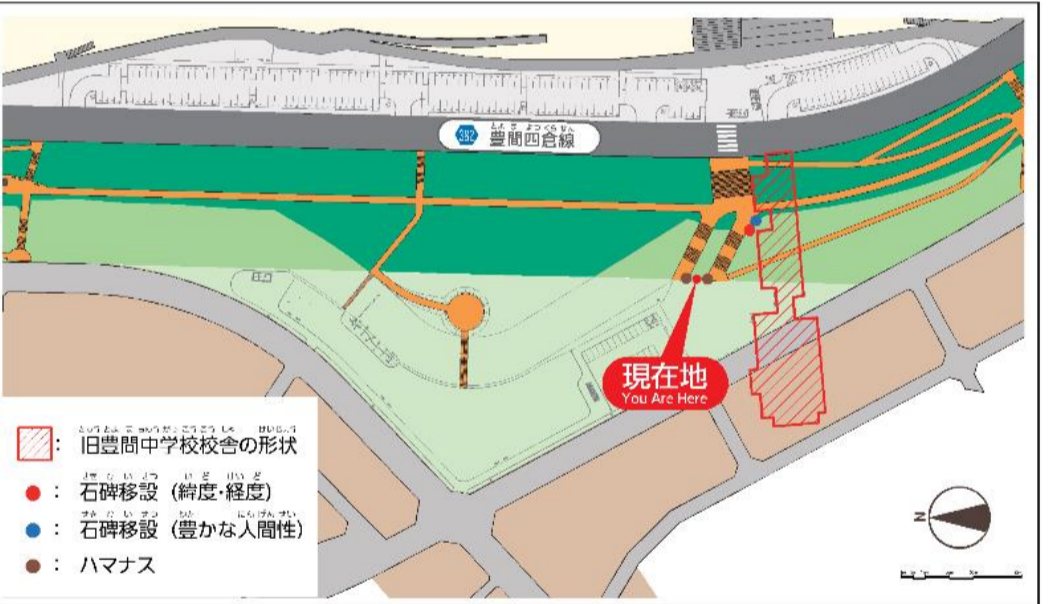 382 豊間四倉線
現在地
You Are Here
：旧豊間中学校校舎の形状
：石碑移設（緯度・経度）
：石碑移設（豊かな人間性）
：ハマナス
N